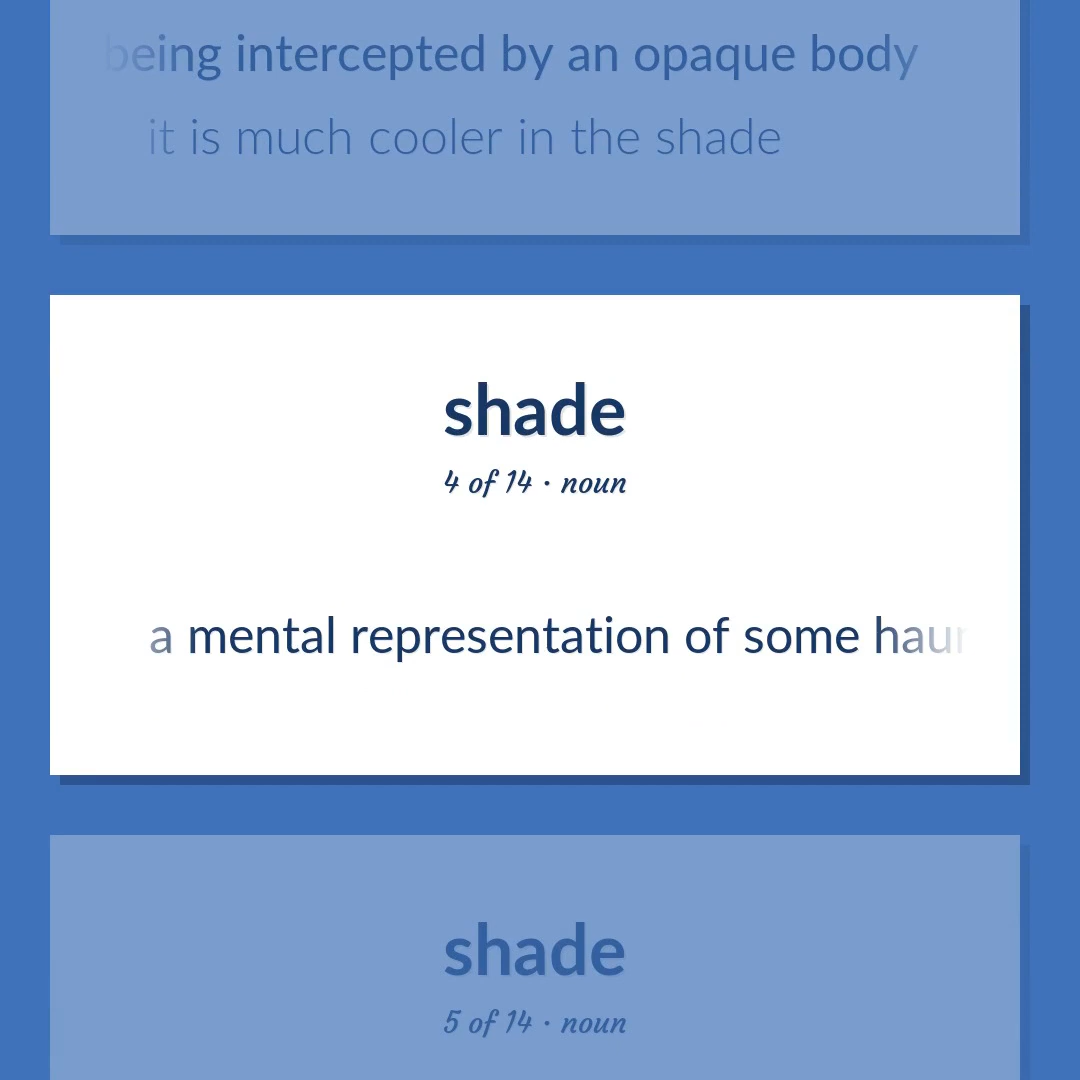 being intercepted by an opaque body
it is much cooler in the shade
shade
4 of 14 · noun
a mental representation of some
shade
5 of 14 · noun